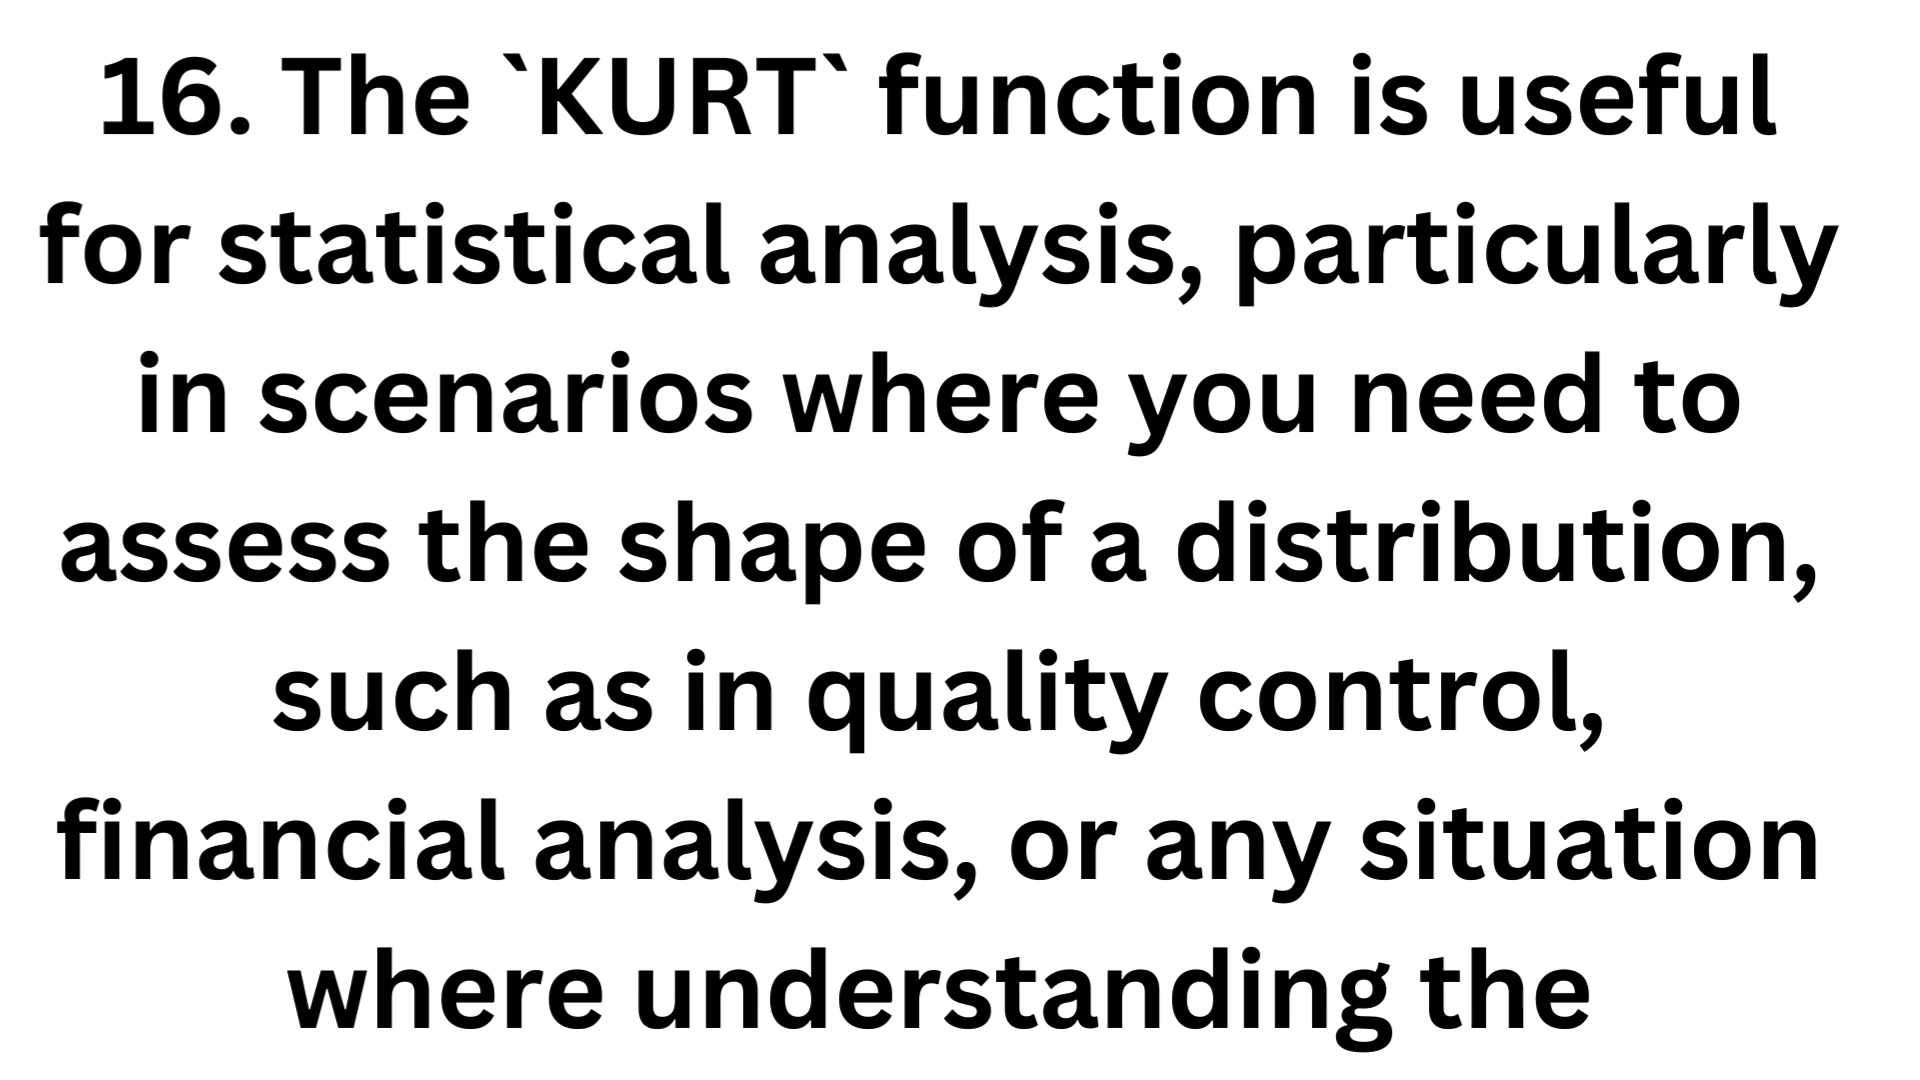 16. The `KURT` function is useful
for statistical analysis, particularly
in scenarios where you need to
assess the shape of a distribution,
such as in quality control,
financial analysis, or any situation
where understanding the